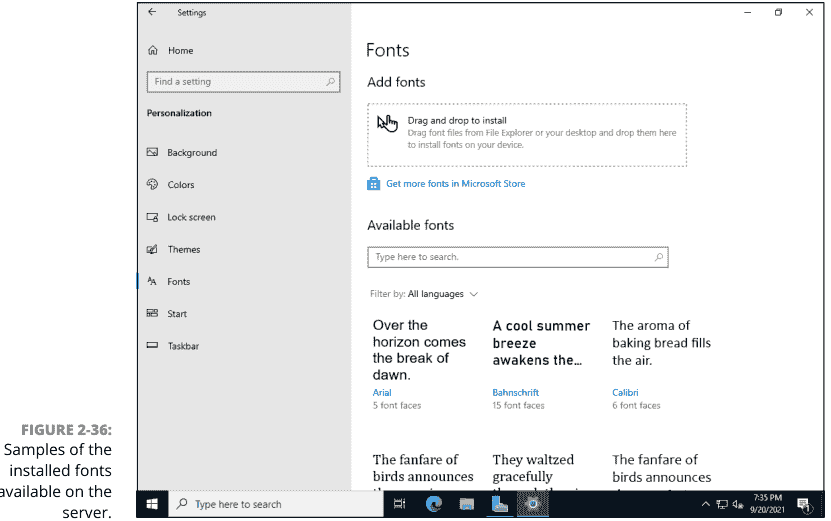 Settings
Home
Find a setting
Personalization
Background
Colors
Lock screen
Themes
Fonts
Start
Taskbar
Fonts
Add fonts
Drag and drop to install
Drag font files from File Explorer or your desktop and drop them here
to install fonts on your device.
Get more fonts in Microsoft Store
Available fonts
Type here to search.
Filter by: All languages
Over the
horizon comes
the break of
dawn.
Arial
5 font faces
A cool summer
breeze
awakens the...
Bahnschrift
15 font faces
The aroma of
baking bread fills
the air.
Calibri
6 font faces
The fanfare of
birds announces
They waltzed
gracefully
The fanfare of
birds announces
Type here to search
7:35 PM
9/20/2021
1
FIGURE 2-36:
Samples of the
installed fonts
available on the
server.